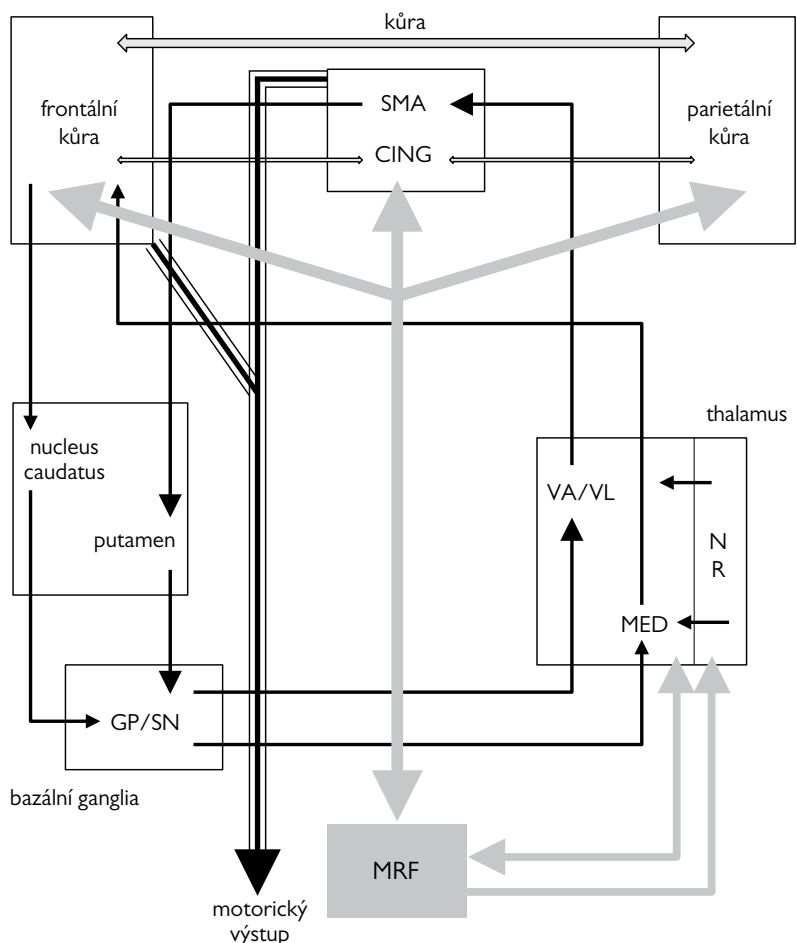 kůra
frontální
kůra
SMA
CING
parietální
kůra
thalamus
nucleus
caudatus
putamen
VA/VL
N
R
MED
GP/SN
bazální ganglia
MRF
motorický
výstup